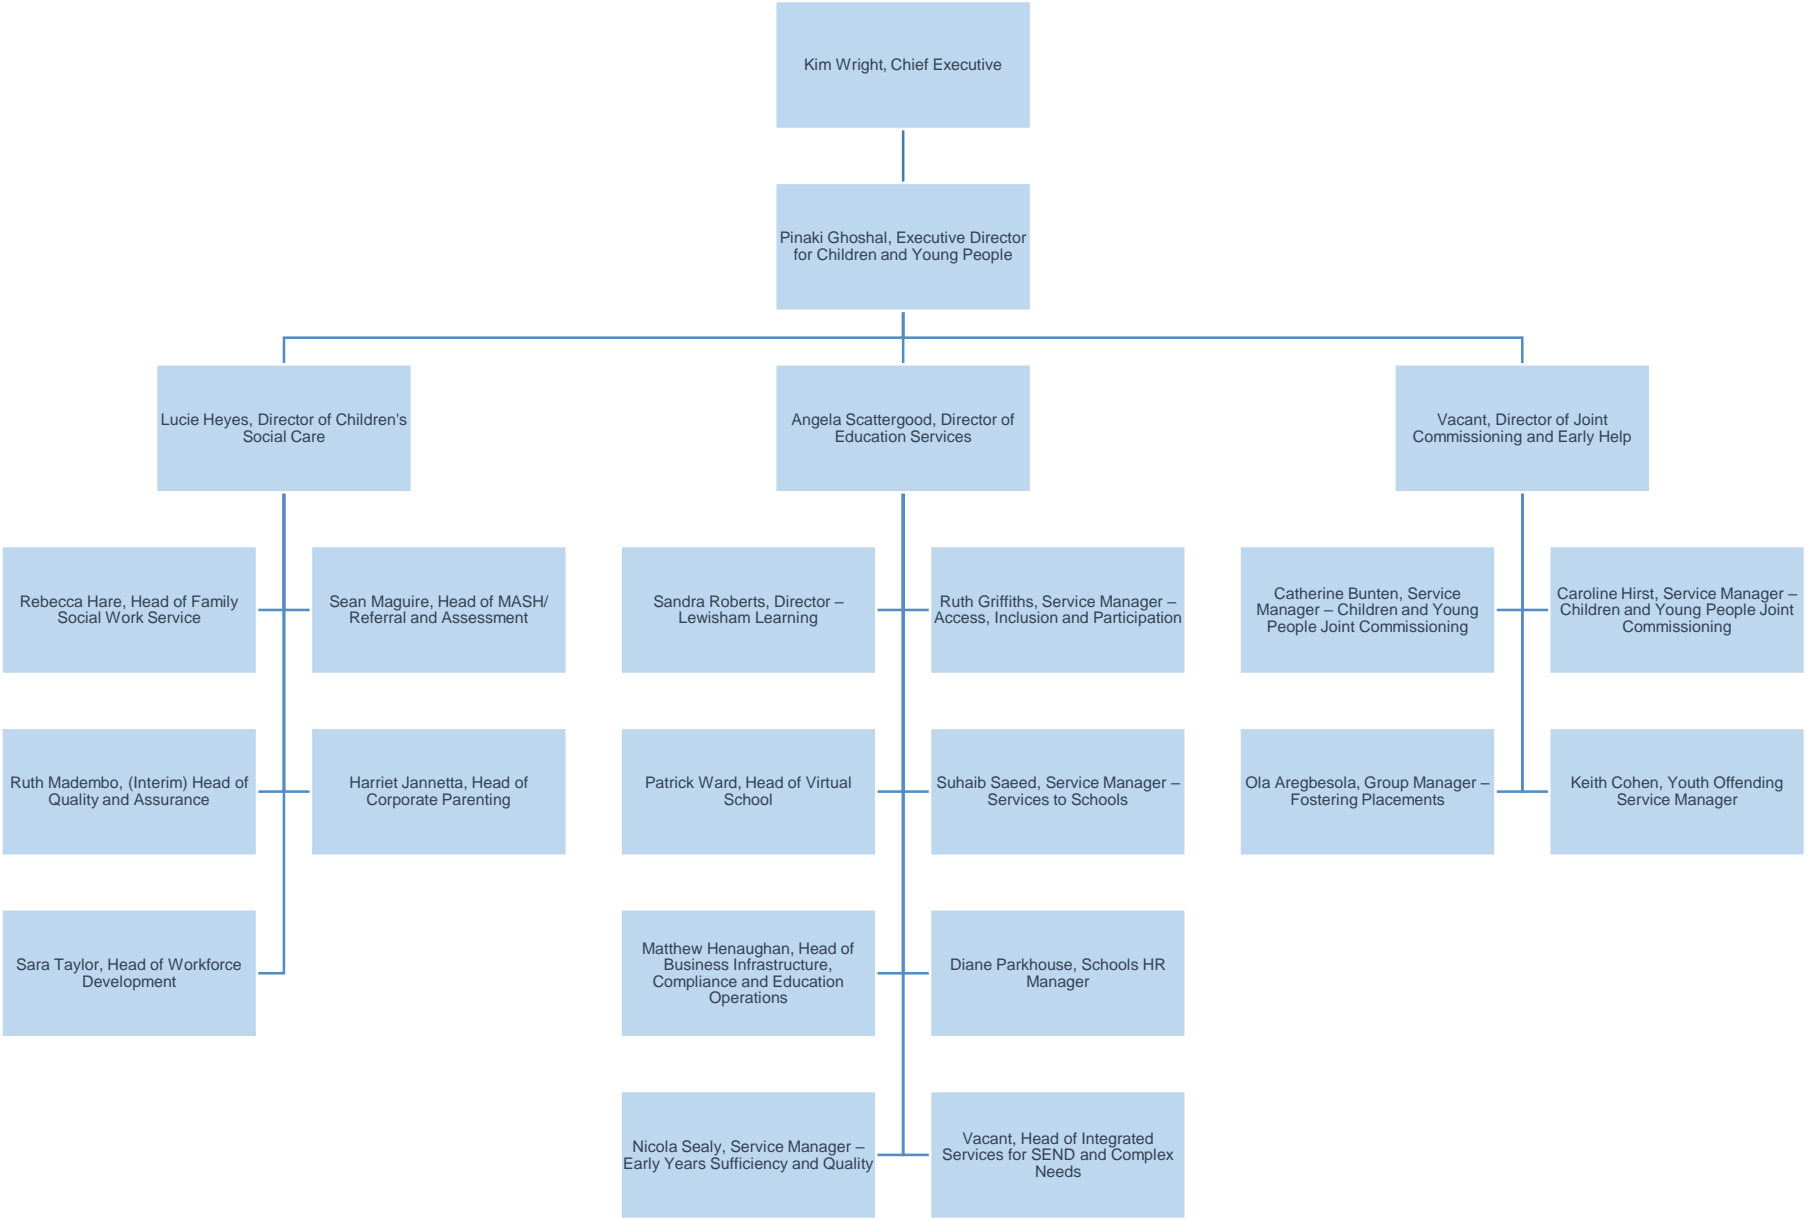 Kim Wright, Chief Executive
Pinaki Ghoshal, Executive Director
for Children and Young People
Lucie Heyes, Director of Children's
Social Care
Angela Scattergood, Director of
Education Services
Vacant, Director of Joint
Commissioning and Early Help
Rebecca Hare, Head of Family
Social Work Service
Sean Maguire, Head of MASH/
Referral and Assessment
Sandra Roberts, Director –
Lewisham Learning
Ruth Griffiths, Service Manager –
Access, Inclusion and Participation
Catherine Bunten, Service
Manager – Children and Young
People Joint Commissioning
Caroline Hirst, Service Manager –
Children and Young People Joint
Commissioning
Ruth Madembo, (Interim) Head of
Quality and Assurance
Harriet Jannetta, Head of
Corporate Parenting
Patrick Ward, Head of Virtual
School
Suhaib Saeed, Service Manager –
Services to Schools
Ola Aregbesola, Group Manager –
Fostering Placements
Keith Cohen, Youth Offending
Service Manager
Sara Taylor, Head of Workforce
Development
Matthew Henaughan, Head of
Business Infrastructure,
Compliance and Education
Operations
Diane Parkhouse, Schools HR
Manager
Nicola Sealy, Service Manager –
Early Years Sufficiency and Quality
Vacant, Head of Integrated
Services for SEND and Complex
Needs